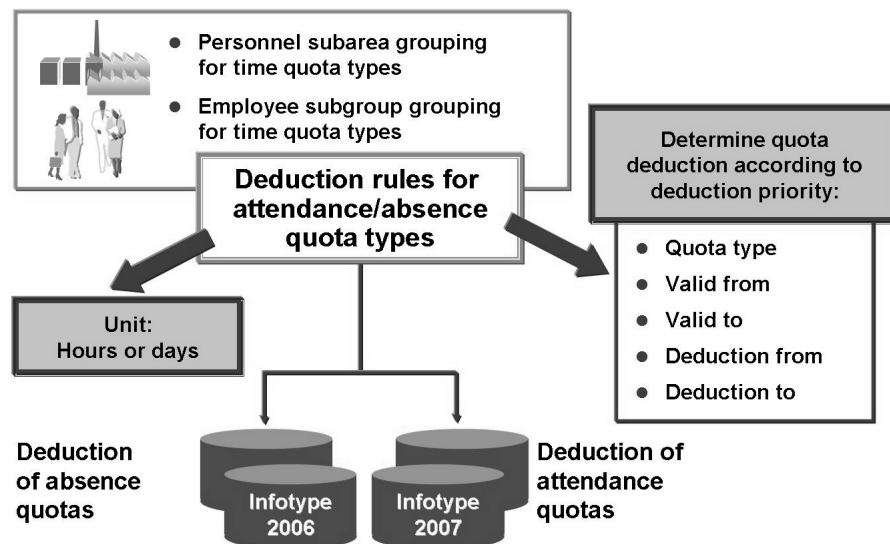 ● Personnel subarea grouping
for time quota types
● Employee subgroup grouping
for time quota types
Deduction rules for
attendance/absence
quota types
Determine quota
deduction according to
deduction priority:
● Quota type
● Valid from
● Valid to
● Deduction from
● Deduction to
Unit:
Hours or days
Deduction
of absence
quotas
Infotype
2006
Infotype
2007
Deduction of
attendance
quotas